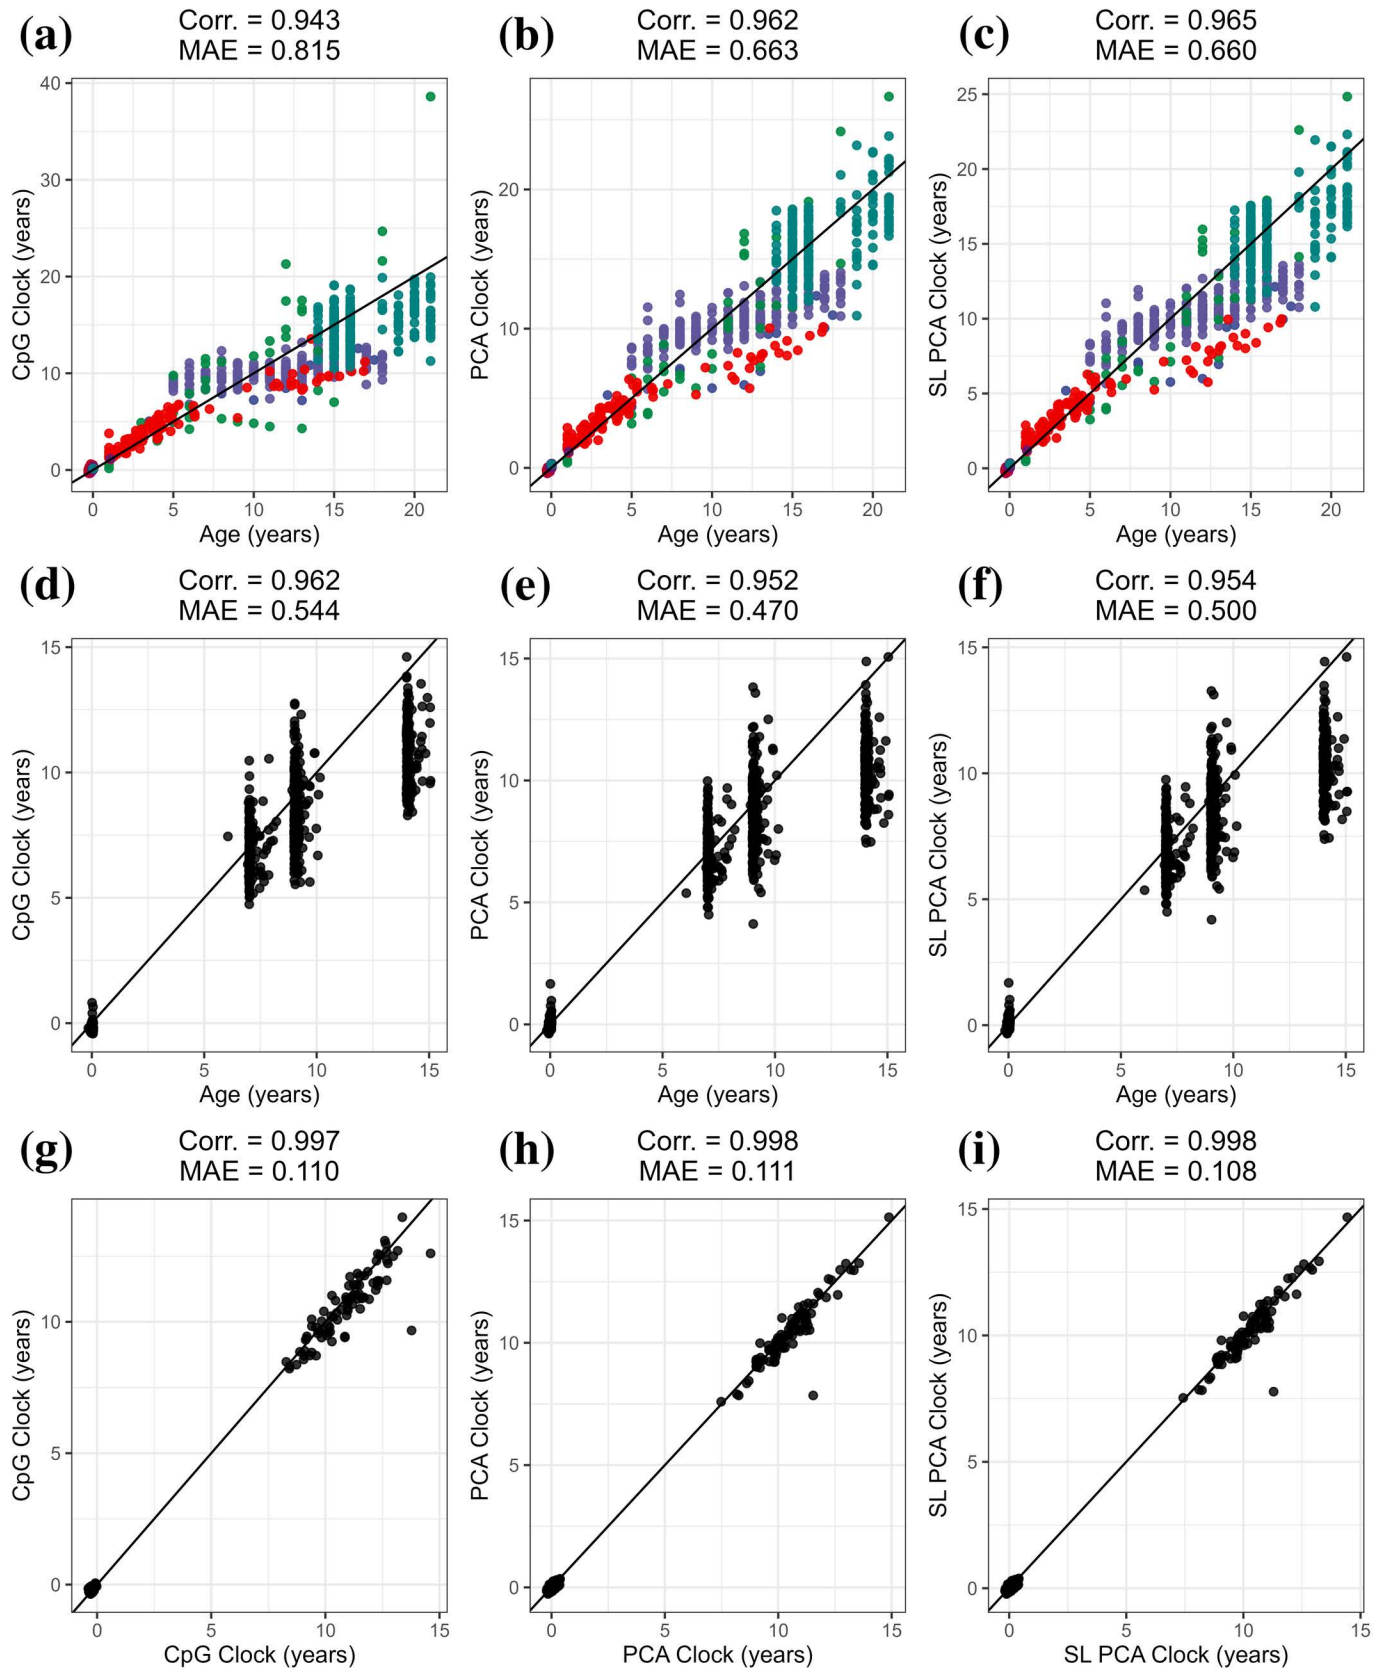 (a)
Corr. = 0.943
MAE = 0.815
40
30
20
10
0
CpG Clock (years)
0 5 10 15 20
Age (years)
(b)
Corr. = 0.962
MAE = 0.663
20
10
0
PCA Clock (years)
0 5 10 15 20
Age (years)
(c)
Corr. = 0.965
MAE = 0.660
25
20
15
10
5
0
SL PCA Clock (years)
0 5 10 15 20
Age (years)
(d)
Corr. = 0.962
MAE = 0.544
15
10
5
0
CpG Clock (years)
0 5 10 15
Age (years)
(e)
Corr. = 0.952
MAE = 0.470
15
10
5
0
PCA Clock (years)
0 5 10 15
Age (years)
(f)
Corr. = 0.954
MAE = 0.500
15
10
5
0
SL PCA Clock (years)
0 5 10 15
Age (years)
(g)
Corr. = 0.997
MAE = 0.110
10
5
0
CpG Clock (years)
0 5 10 15
CpG Clock (years)
(h)
Corr. = 0.998
MAE = 0.111
15
10
5
0
PCA Clock (years)
0 5 10 15
PCA Clock (years)
(i)
Corr. = 0.998
MAE = 0.108
15
10
5
0
SL PCA Clock (years)
0 5 10 15
SL PCA Clock (years)